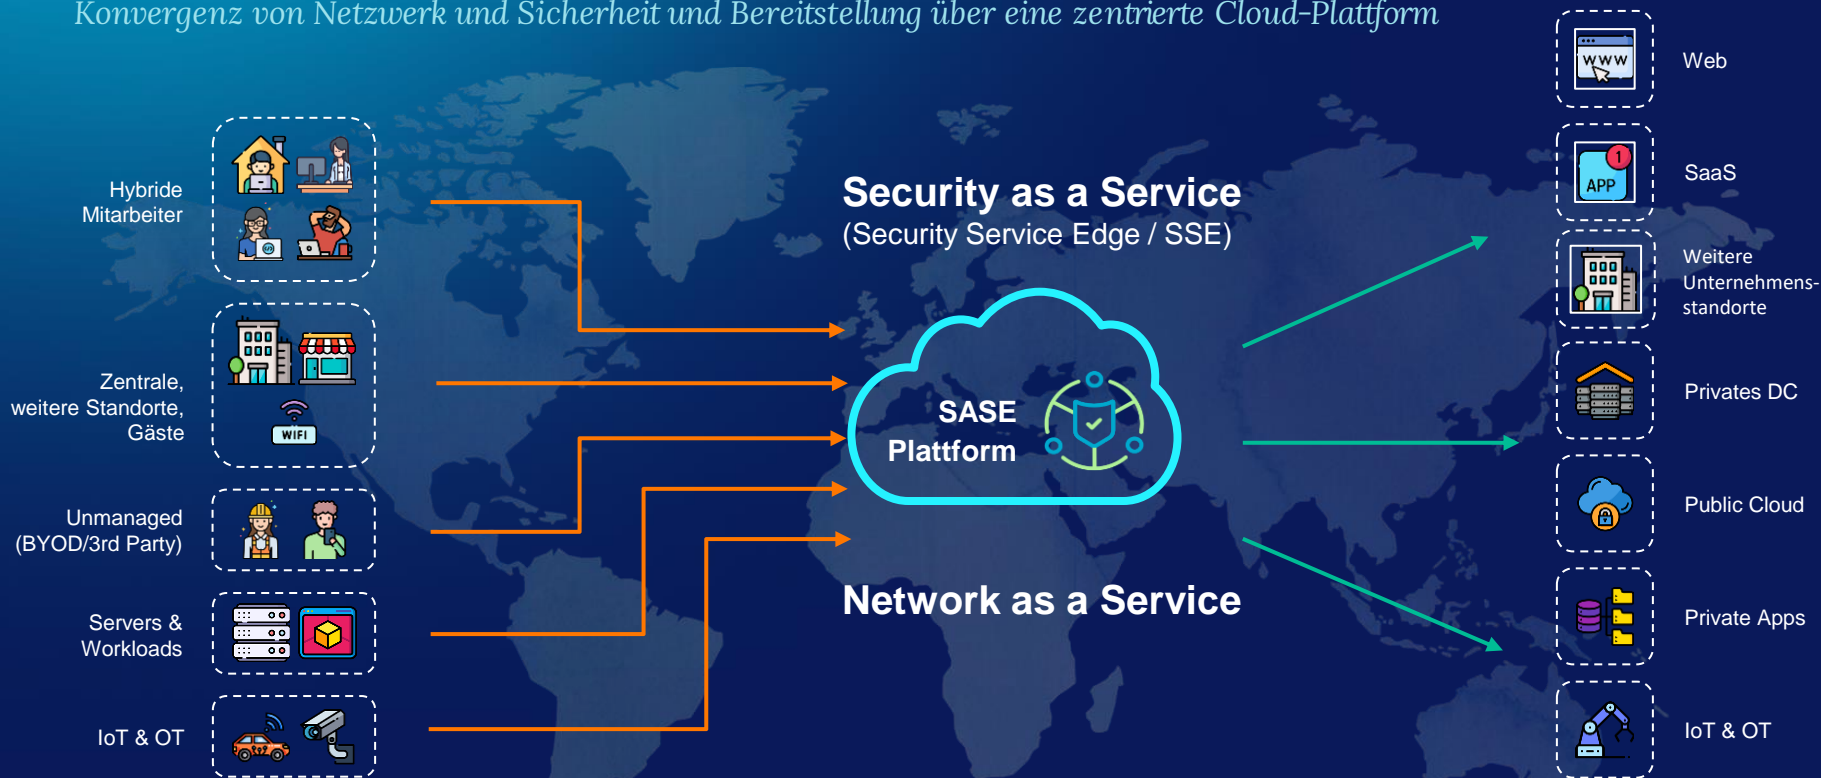 Konvergenz von Netzwerk und Sicherheit und Bereitstellung über eine zentrierte Cloud-Plattform
Hybride
Mitarbeiter
Zentrale,
weitere Standorte,
Gäste
WIFI
Unmanaged
(BYOD/3rd Party)
Servers &
Workloads
IoT & OT
Security as a Service
(Security Service Edge / SSE)
SASE
Plattform
Network as a Service
www
Web
1
APP
SaaS
Weitere
Unternehmens-
standorte
Privates DC
Public Cloud
Private Apps
IoT & OT